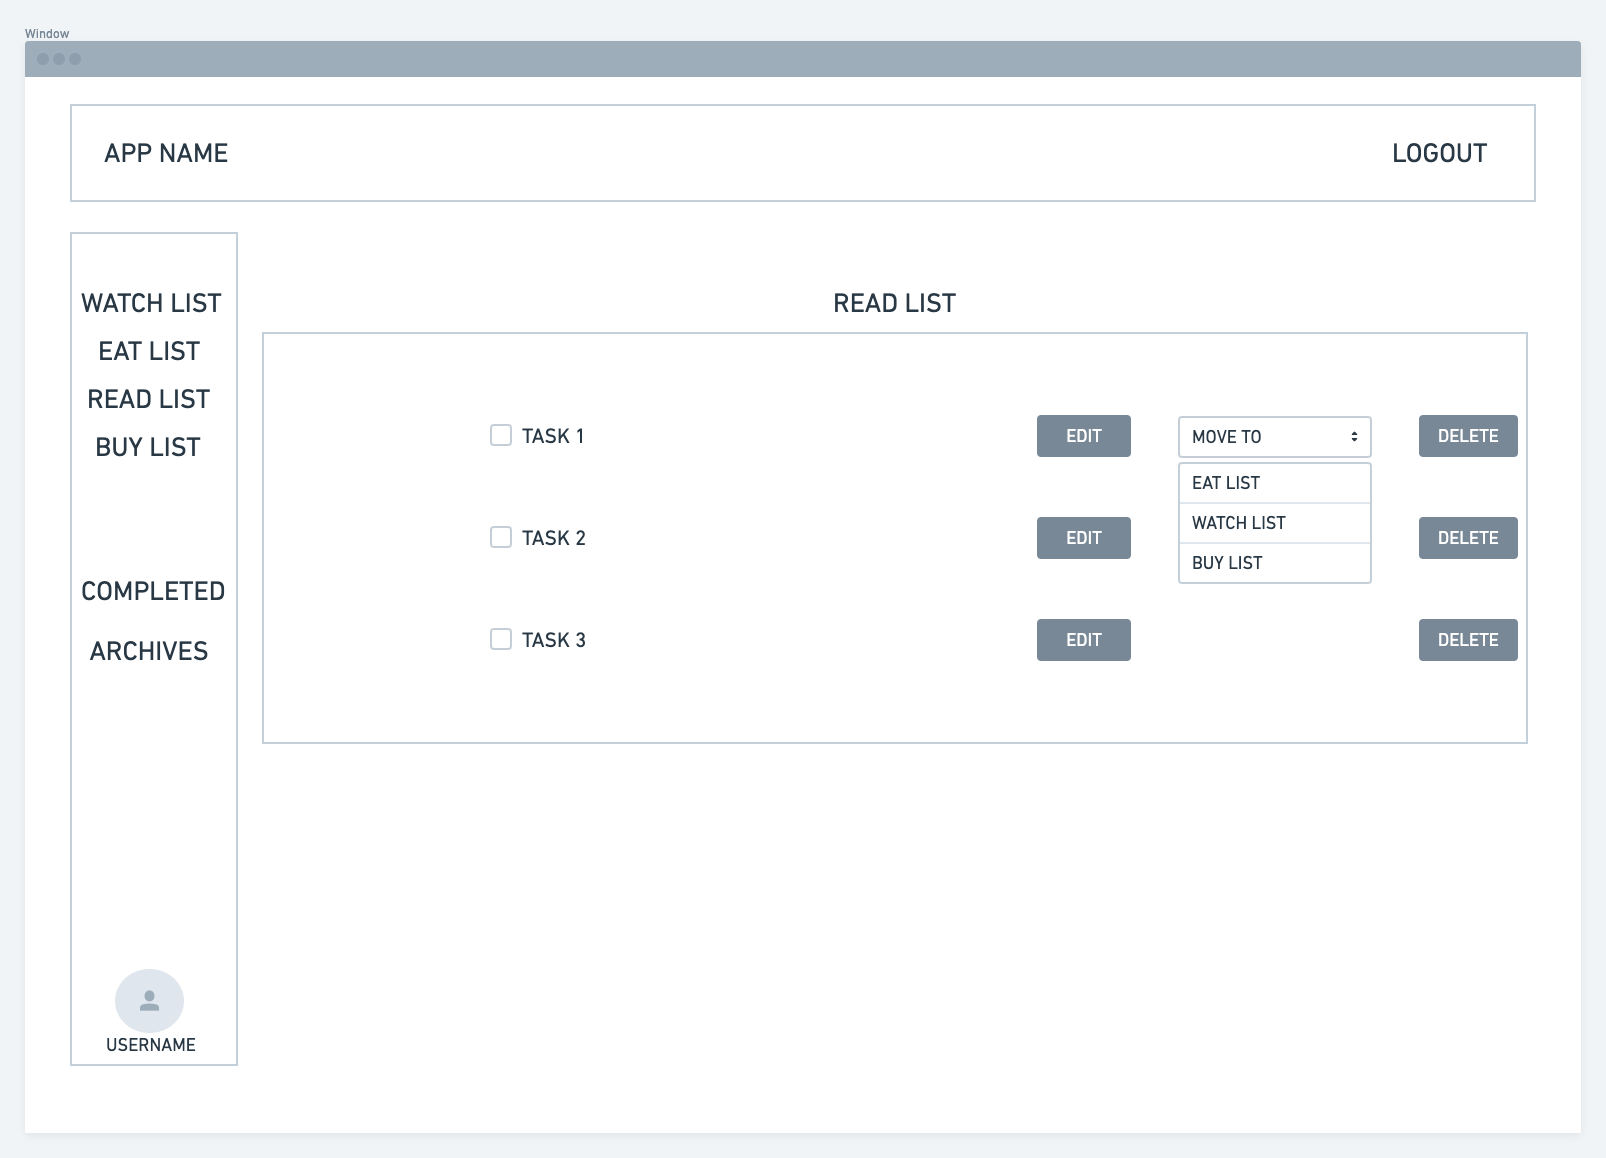 Window
APP NAME
LOGOUT
WATCH LIST
EAT LIST
READ LIST
BUY LIST
COMPLETED
ARCHIVES
USERNAME
READ LIST
TASK 1
EDIT
MOVE TO
DELETE
EAT LIST
WATCH LIST
BUY LIST
TASK 2
EDIT
DELETE
TASK 3
EDIT
DELETE